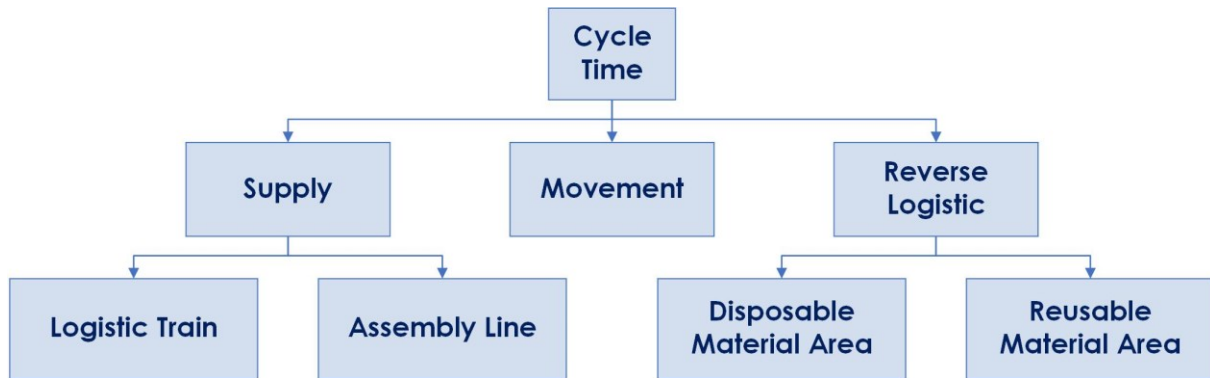 Cycle
Time
Supply
Movement
Reverse
Logistic
Logistic Train
Assembly Line
Disposable
Material Area
Reusable
Material Area